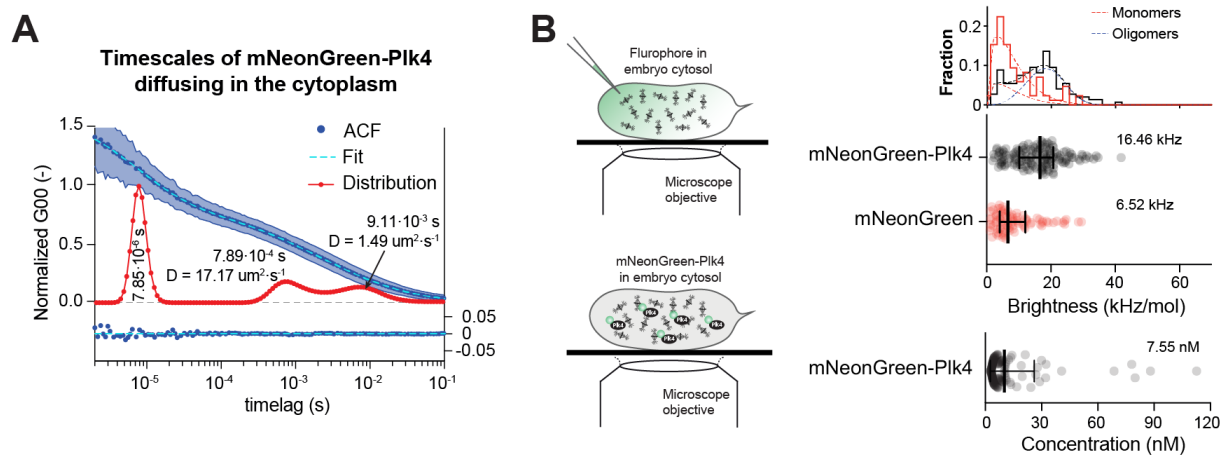 A
Timescales of mNeonGreen-Plk4
diffusing in the cytoplasm
Normalized G00 (-)
1.5
1.0
0.5
0.0
ACF
Fit
Distribution
7.85·10⁻⁶ s
7.89·10⁻⁴ s
D = 17.17 um²·s⁻¹
9.11·10⁻³ s
D = 1.49 um²·s⁻¹
0.05
0
-0.05
10⁻⁵
10⁻⁴
10⁻³
10⁻²
10⁻¹
timelag (s)
B
Flurophore in
embryo cytosol
Microscope
objective
mNeonGreen-Plk4
in embryo cytosol
Plk4
Plk4
Plk4
Plk4
Microscope
objective
Fraction
0.2
0.1
0
Monomers
Oligomers
mNeonGreen-Plk4
16.46 kHz
mNeonGreen
6.52 kHz
0
20
40
60
Brightness (kHz/mol)
mNeonGreen-Plk4
7.55 nM
0
30
60
90
120
Concentration (nM)